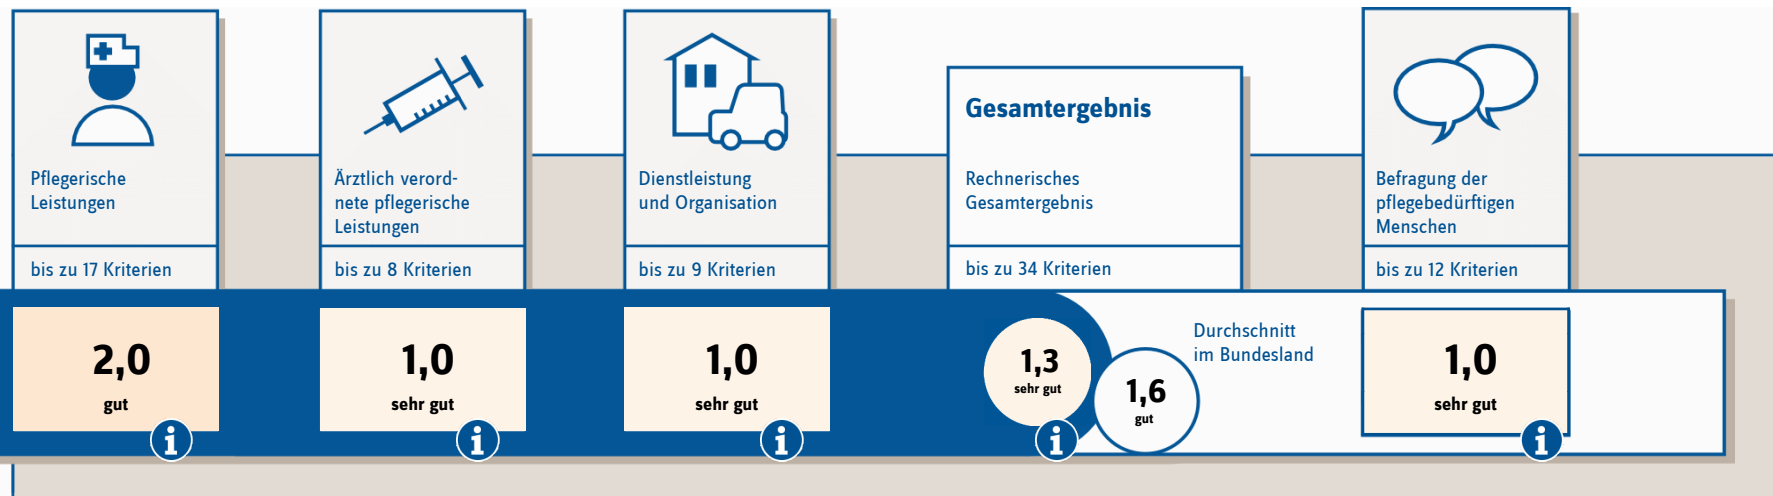 Pflegerische
Leistungen
bis zu 17 Kriterien
2,0
gut
Ärztlich verord-
nete pflegerische
Leistungen
bis zu 8 Kriterien
1,0
sehr gut
Dienstleistung
und Organisation
bis zu 9 Kriterien
1,0
sehr gut
Gesamtergebnis
Rechnerisches
Gesamtergebnis
bis zu 34 Kriterien
1,3
sehr gut
1,6
gut
Durchschnitt
im Bundesland
Befragung der
pflegebedürftigen
Menschen
bis zu 12 Kriterien
1,0
sehr gut